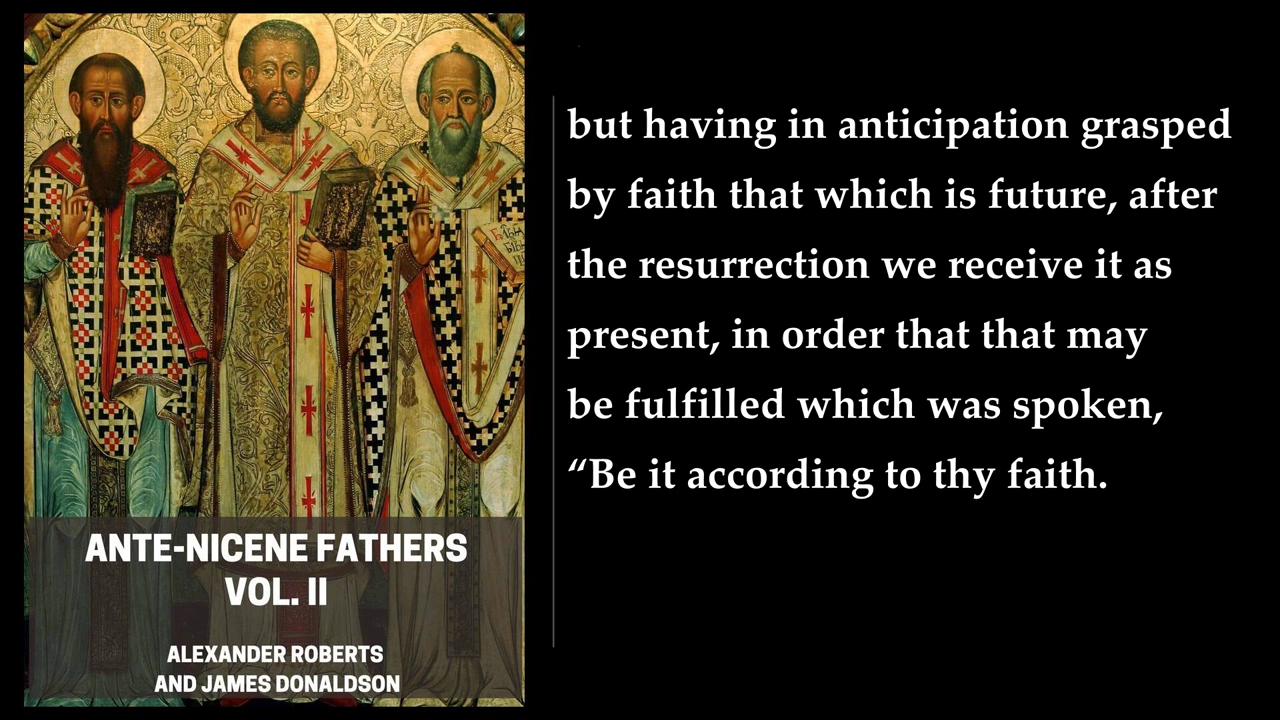 but having in anticipation grasped
by faith that which is future, after
the resurrection we receive it as
present, in order that that may
be fulfilled which was spoken,
“Be it according to thy faith.
ANTE-NICENE FATHERS
VOL. II
ALEXANDER ROBERTS
AND JAMES DONALDSON